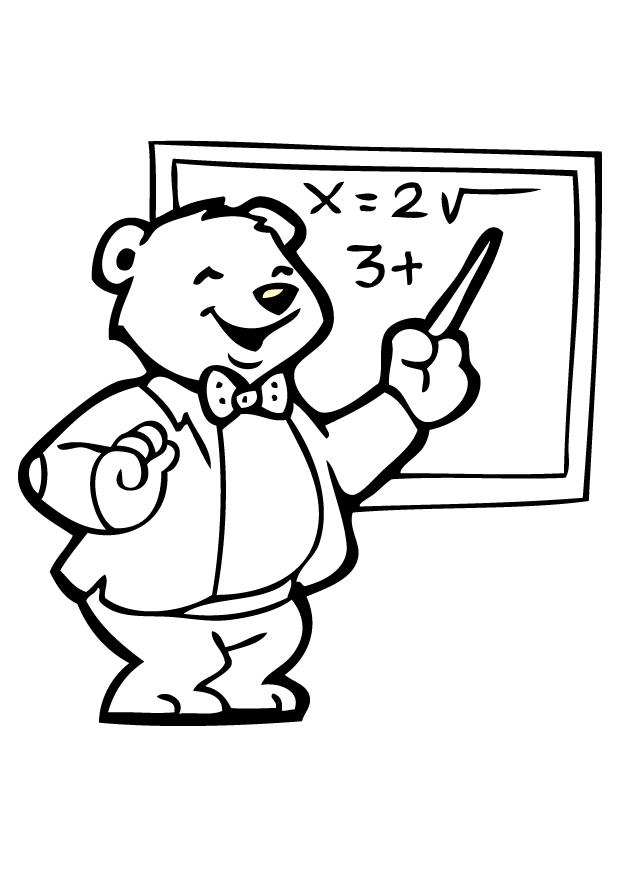 x = 2√
3+